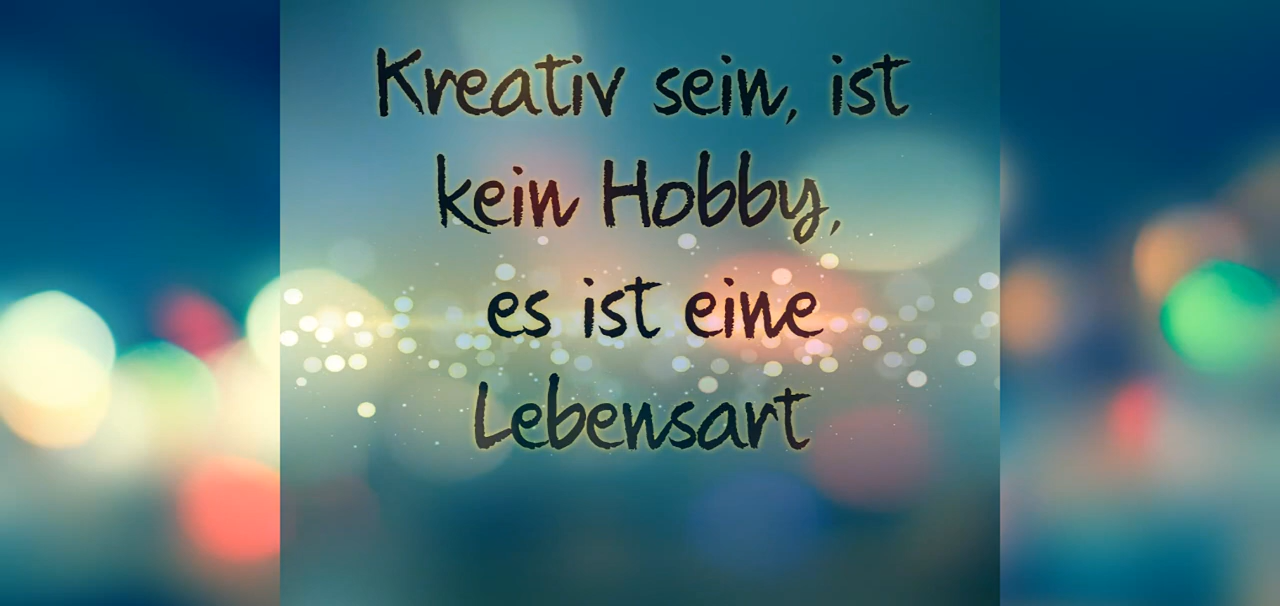 Kreativ sein, ist
kein Hobby,
es ist eine
Lebensart